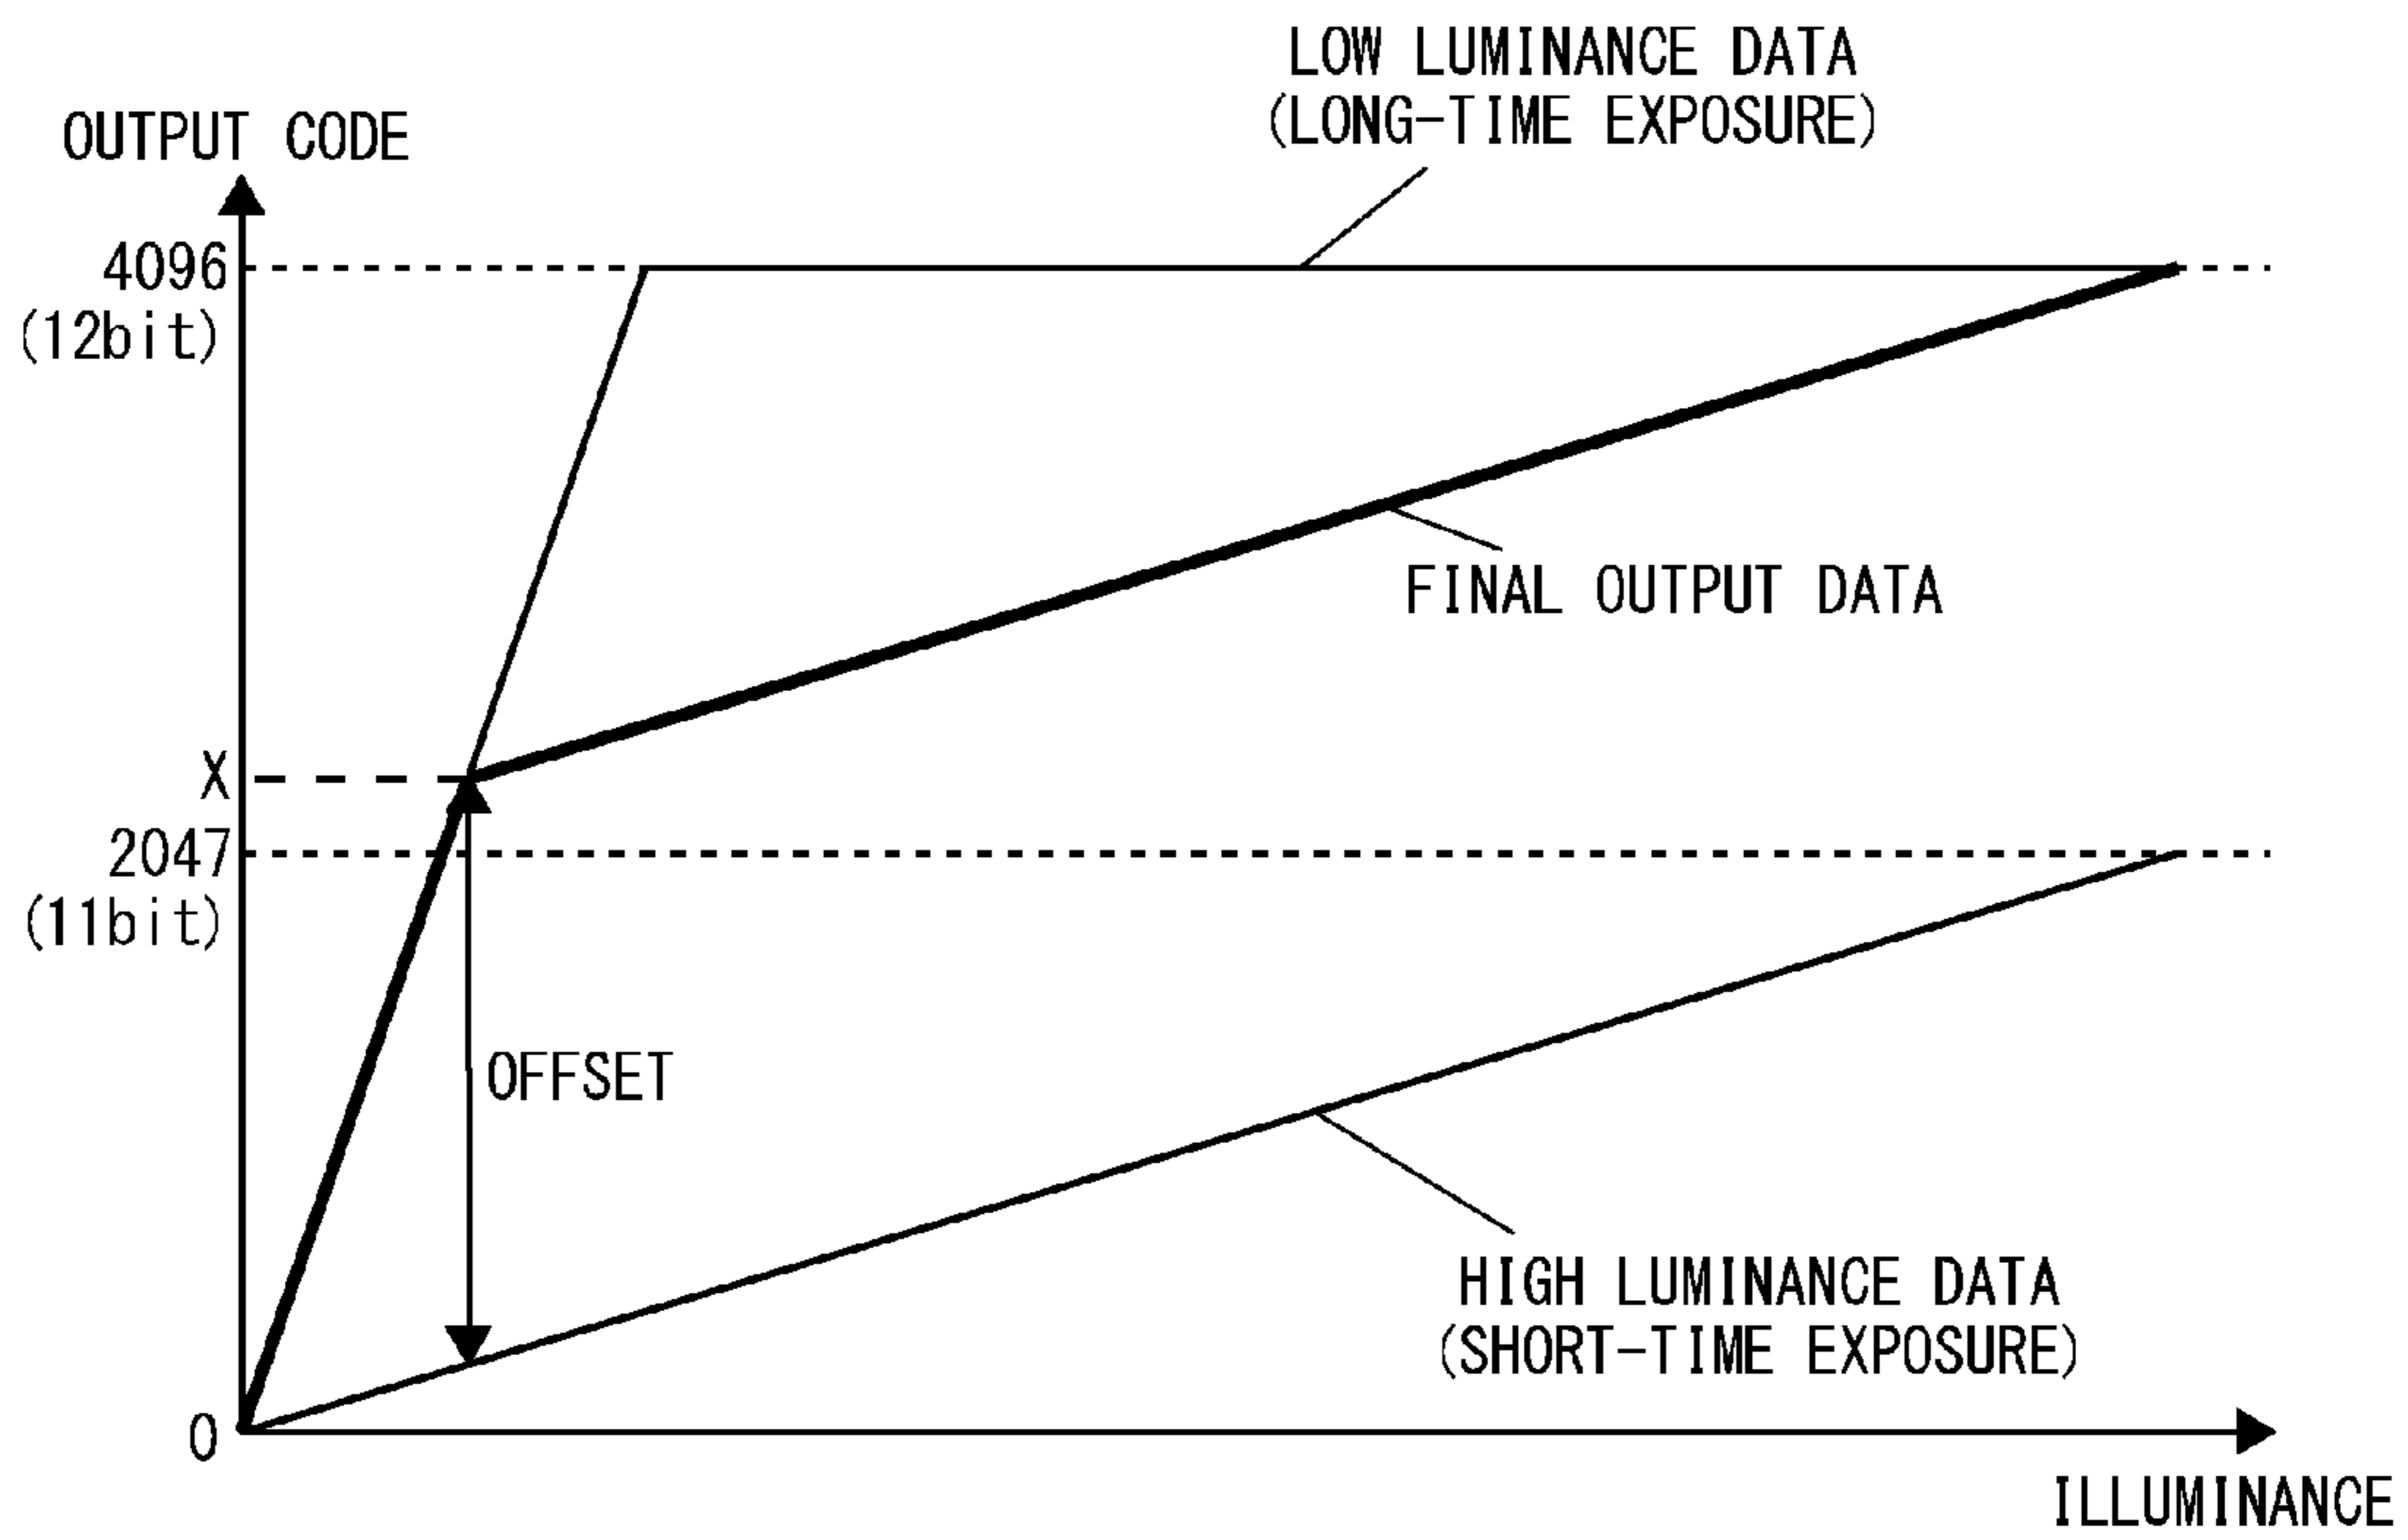 LOW LUMINANCE DATA
(LONG-TIME EXPOSURE)
OUTPUT CODE
4096
(12bit)
FINAL OUTPUT DATA
X
2047
(11bit)
OFFSET
HIGH LUMINANCE DATA
(SHORT-TIME EXPOSURE)
0
ILLUMINANCE